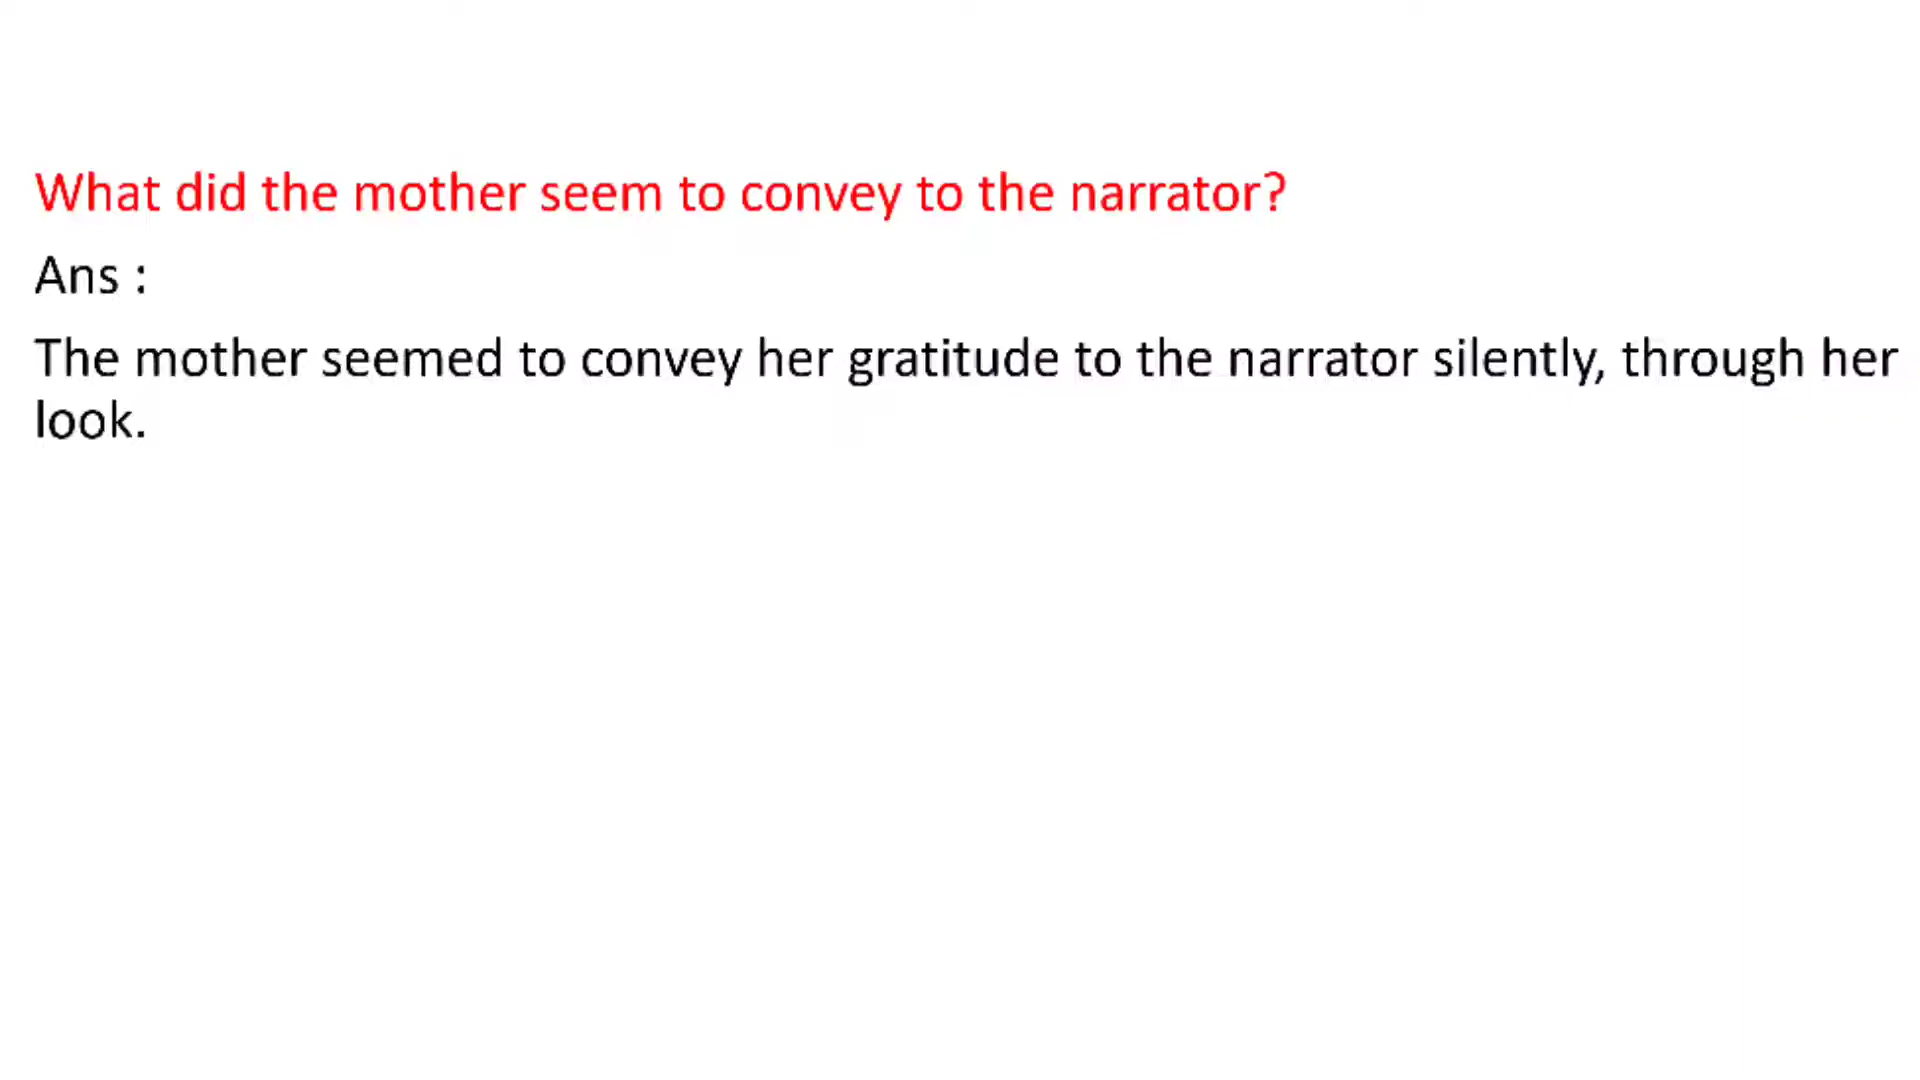 What did the mother seem to convey to the narrator?
Ans :
The mother seemed to convey her gratitude to the narrator silently, through her
look.